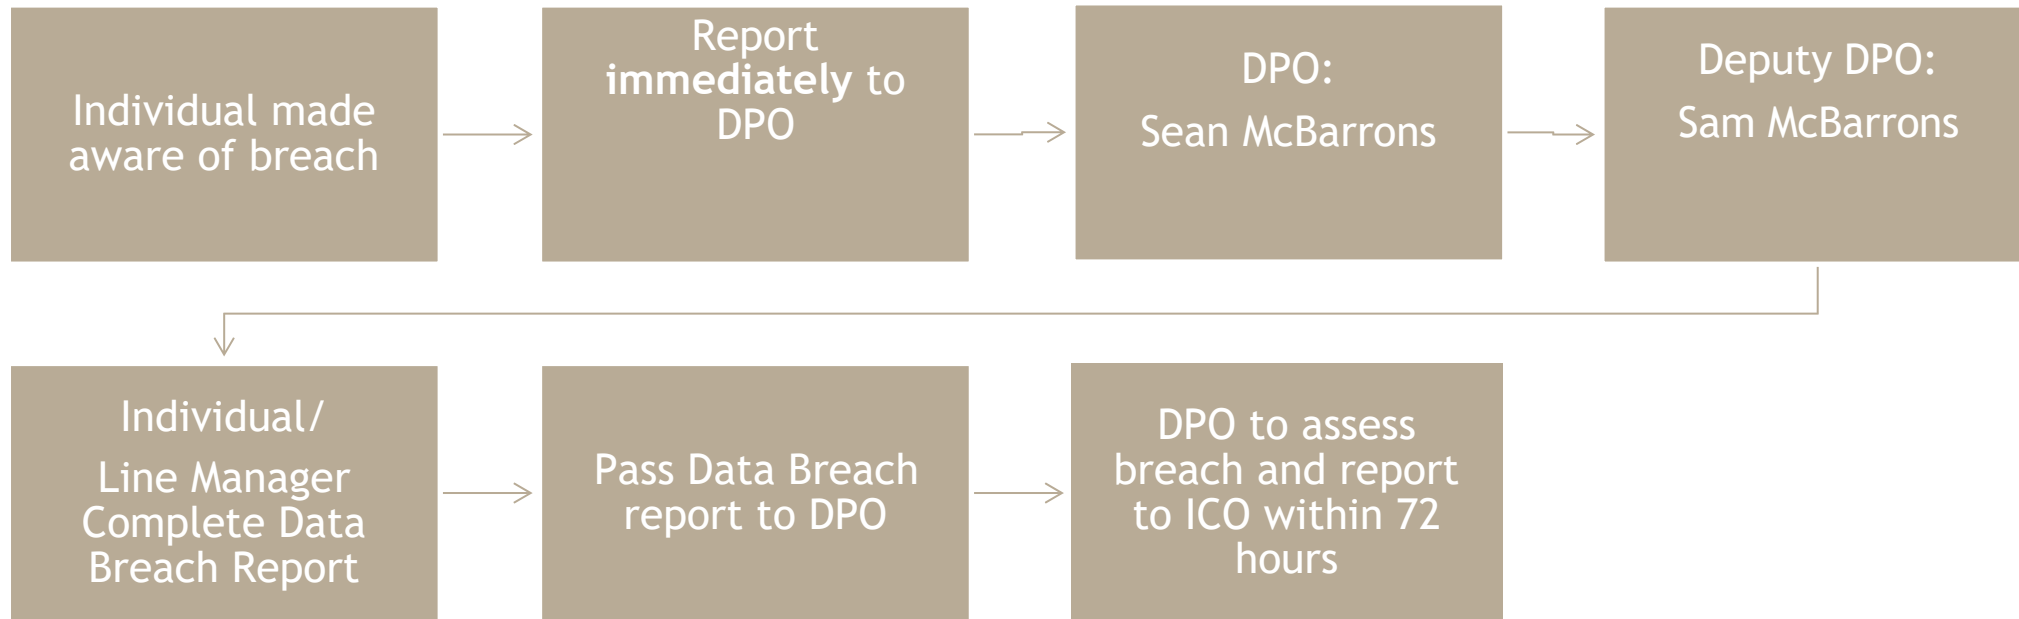 Individual made
aware of breach
Report
immediately to
DPO
DPO:
Sean McBarrons
Deputy DPO:
Sam McBarrons
Individual/
Line Manager
Complete Data
Breach Report
Pass Data Breach
report to DPO
DPO to assess
breach and report
to ICO within 72
hours